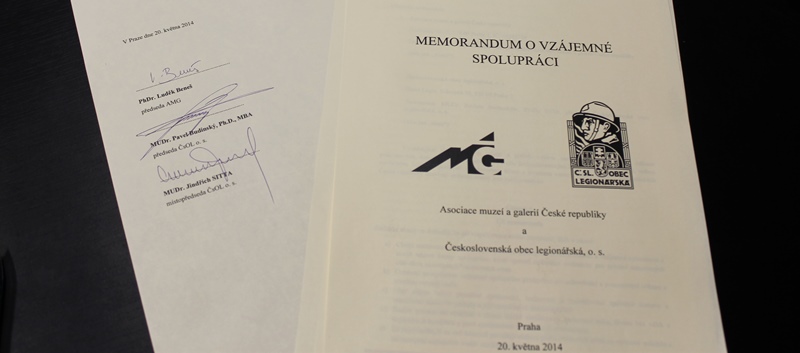 V Praze dne 20. května 2014
PhDr. Luděk Beneš
předseda AMG
MUDr. Pavel Budinský, Ph.D., MBA
předseda ČsOL o. s.
MUDr. Jindřich SITTA
místopředseda ČsOL o. s.
MEMORANDUM O VZÁJEMNÉ
SPOLUPRÁCI
ČSL. OBEC
LEGIONÁŘSKÁ
Asociace muzeí a galerií České republiky
a
Československá obec legionářská, o. s.
Praha
20. května 2014